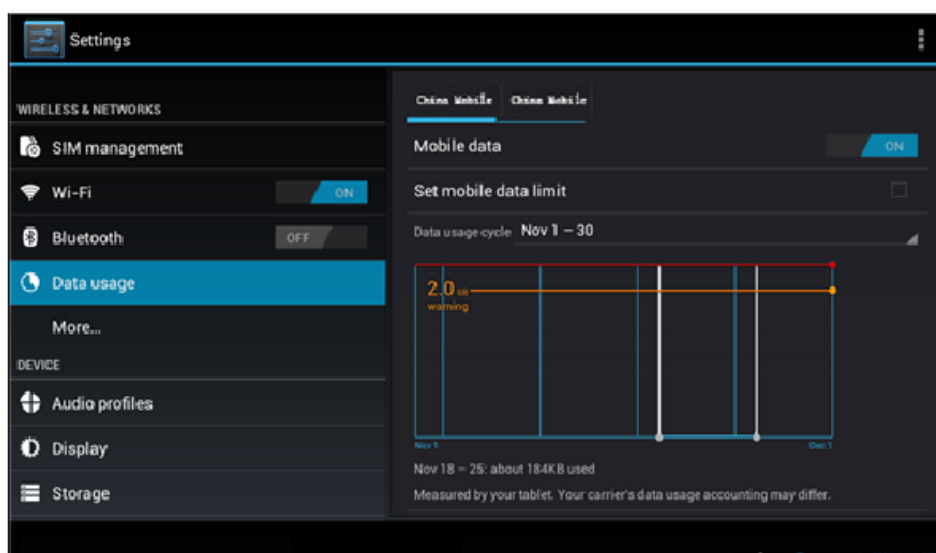 Settings
WIRELESS & NETWORKS
SIM management
Wi-Fi ON
Bluetooth OFF
Data usage
More...
DEVICE
Audio profiles
Display
Storage
China Mobile China Mobile
Mobile data ON
Set mobile data limit
Data usage cycle Nov 1 – 30
2.0 GB
warning
Nov 1 Dec 1
Nov 18 – 25: about 184KB used
Measured by your tablet. Your carrier's data usage accounting may differ.